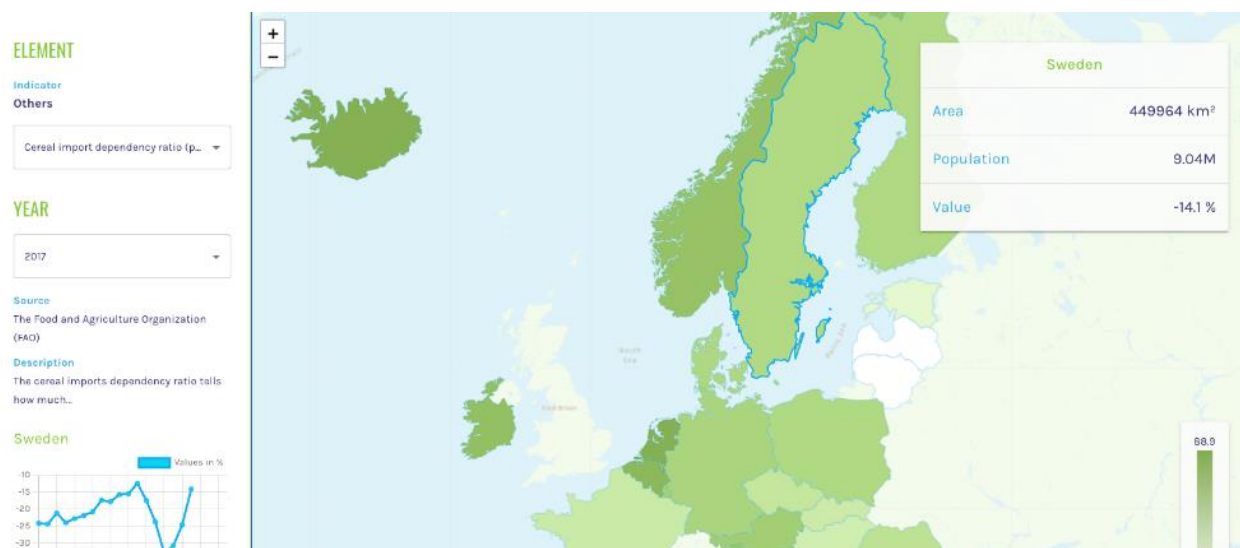 ELEMENT
Indicator
Others
Cereal import dependency ratio (p...
YEAR
2017
Source
The Food and Agriculture Organization
(FAO)
Description
The cereal imports dependency ratio tells
how much...
Sweden
Values in %
-10
-15
-20
-25
-30
+
−
Sweden
Area 449964 km²
Population 9.04M
Value -14.1 %
68.9